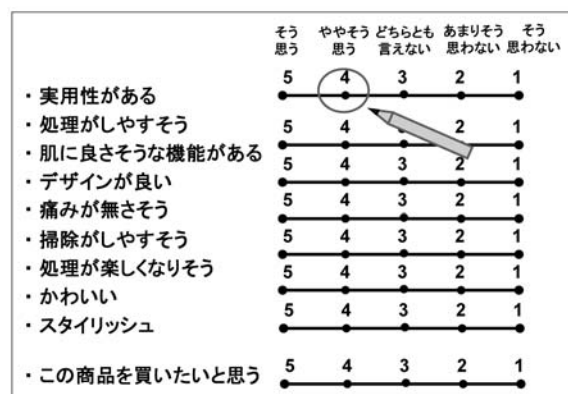 そう思う ややそう思う どちらとも言えない あまりそう思わない そう思わない
5 4 3 2 1
・実用性がある
5 4 2 1
・処理がしやすそう
5 4 3 2 1
・肌に良さそうな機能がある
5 4 3 2 1
・デザインが良い
5 4 3 2 1
・痛みが無さそう
5 4 3 2 1
・掃除がしやすそう
5 4 3 2 1
・処理が楽しくなりそう
5 4 3 2 1
・かわいい
5 4 3 2 1
・スタイリッシュ
5 4 3 2 1
・この商品を買いたいと思う